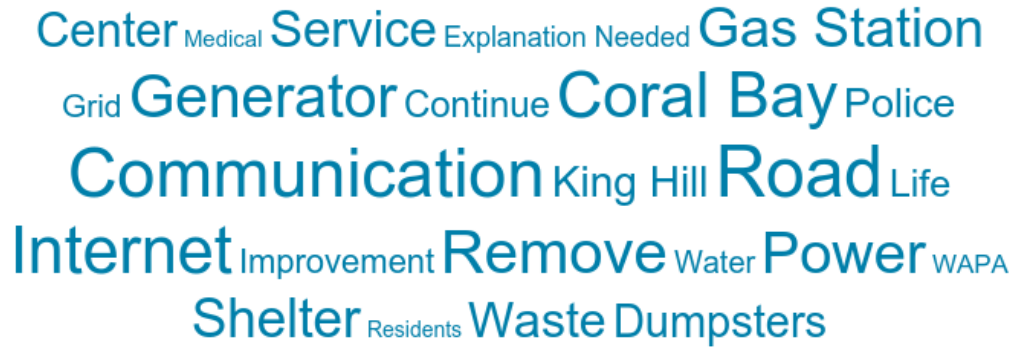 Center Medical Service Explanation Needed Gas Station
Grid Generator Continue Coral Bay Police
Communication King Hill Road Life
Internet Improvement Remove Water Power WAPA
Shelter Residents Waste Dumpsters